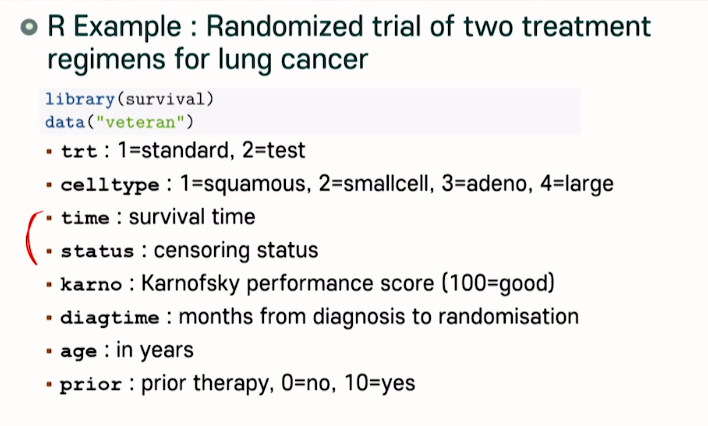 R Example : Randomized trial of two treatment
regimens for lung cancer
library(survival)
data("veteran")
▪ trt : 1=standard, 2=test
▪ celltype : 1=squamous, 2=smallcell, 3=adeno, 4=large
▪ time : survival time
▪ status : censoring status
▪ karno : Karnofsky performance score (100=good)
▪ diagtime : months from diagnosis to randomisation
▪ age : in years
▪ prior : prior therapy, 0=no, 10=yes